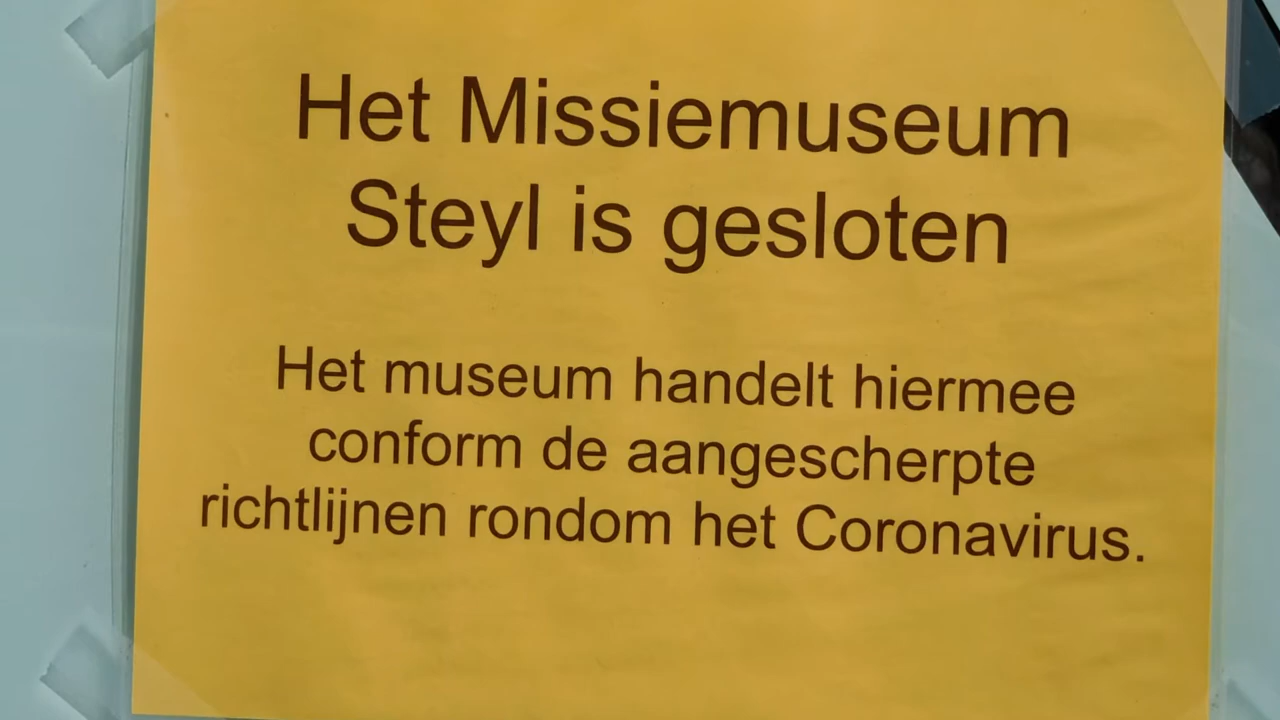 Het Missiemuseum
Steyl is gesloten
Het museum handelt hiermee
conform de aangescherpte
richtlijnen rondom het Coronavirus.